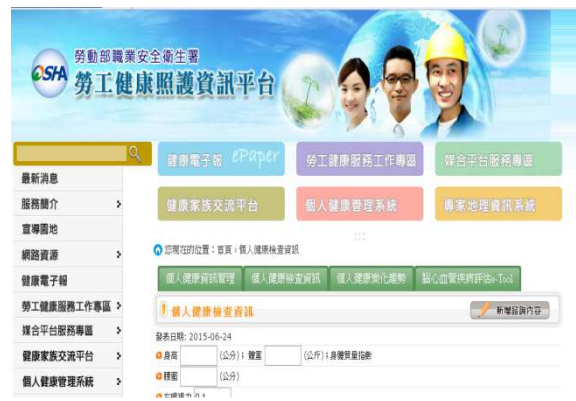 OSHA
勞動部職業安全衛生署
勞工健康照護資訊平台
健康電子報 ePaper
勞工健康服務工作專區
媒合平台服務專區
健康家族交流平台
個人健康管理系統
專家地理資訊系統
最新消息
服務簡介
宣導園地
網路資源
健康電子報
勞工健康服務工作專區
媒合平台服務專區
健康家族交流平台
個人健康管理系統
您現在的位置：首頁 › 個人健康檢查資訊
個人健康資訊管理
個人健康檢查資訊
個人健康變化趨勢
腦心血管疾病評估e-Tool
個人健康檢查資訊
新增諮詢內容
發表日期: 2015-06-24
身高 (公分)；體重 (公斤)；身體質量指數
腰圍 (公分)